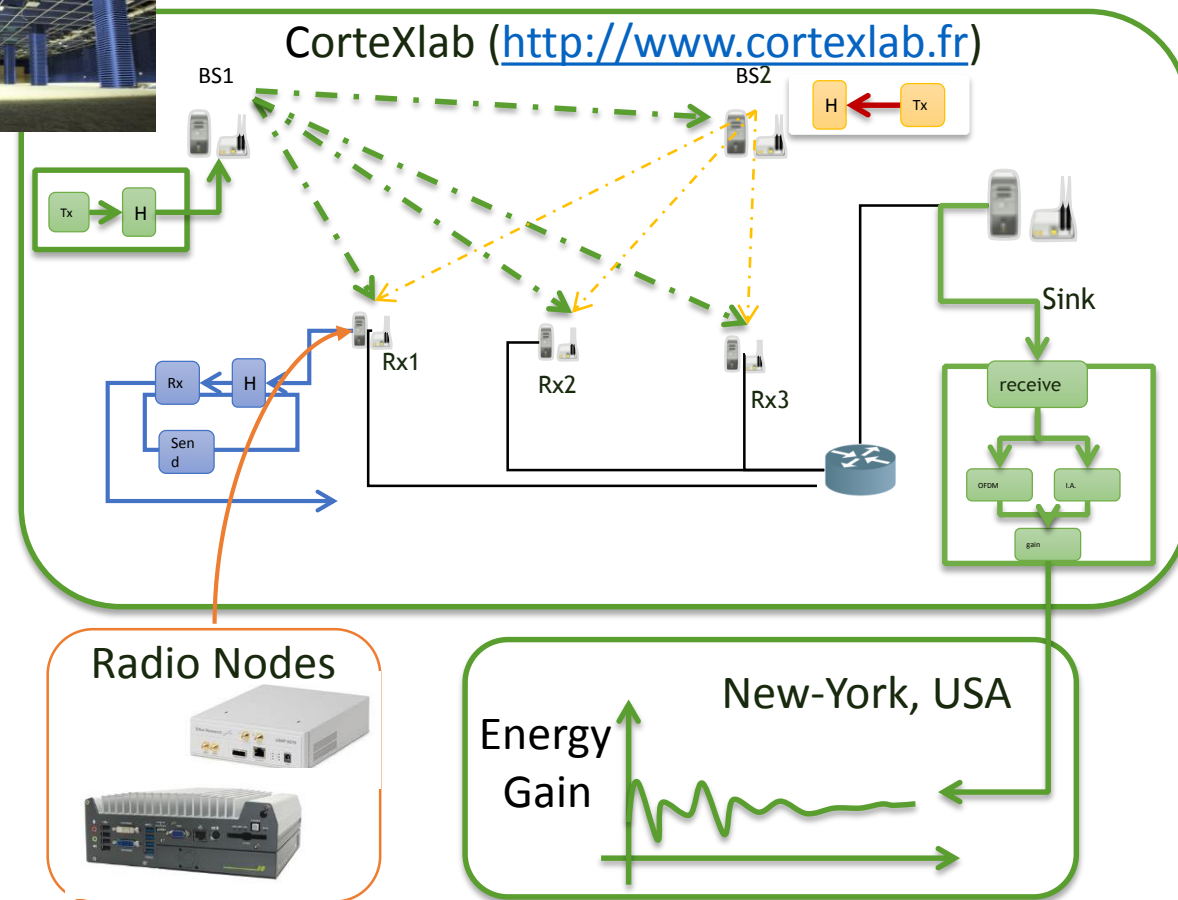 CorteXlab (http://www.cortexlab.fr)
BS1
BS2
H
Tx
Tx
H
Sink
Rx1
Rx2
Rx3
Rx
H
Sen
d
receive
OFDM
I.A.
gain
Radio Nodes
New-York, USA
Energy
Gain